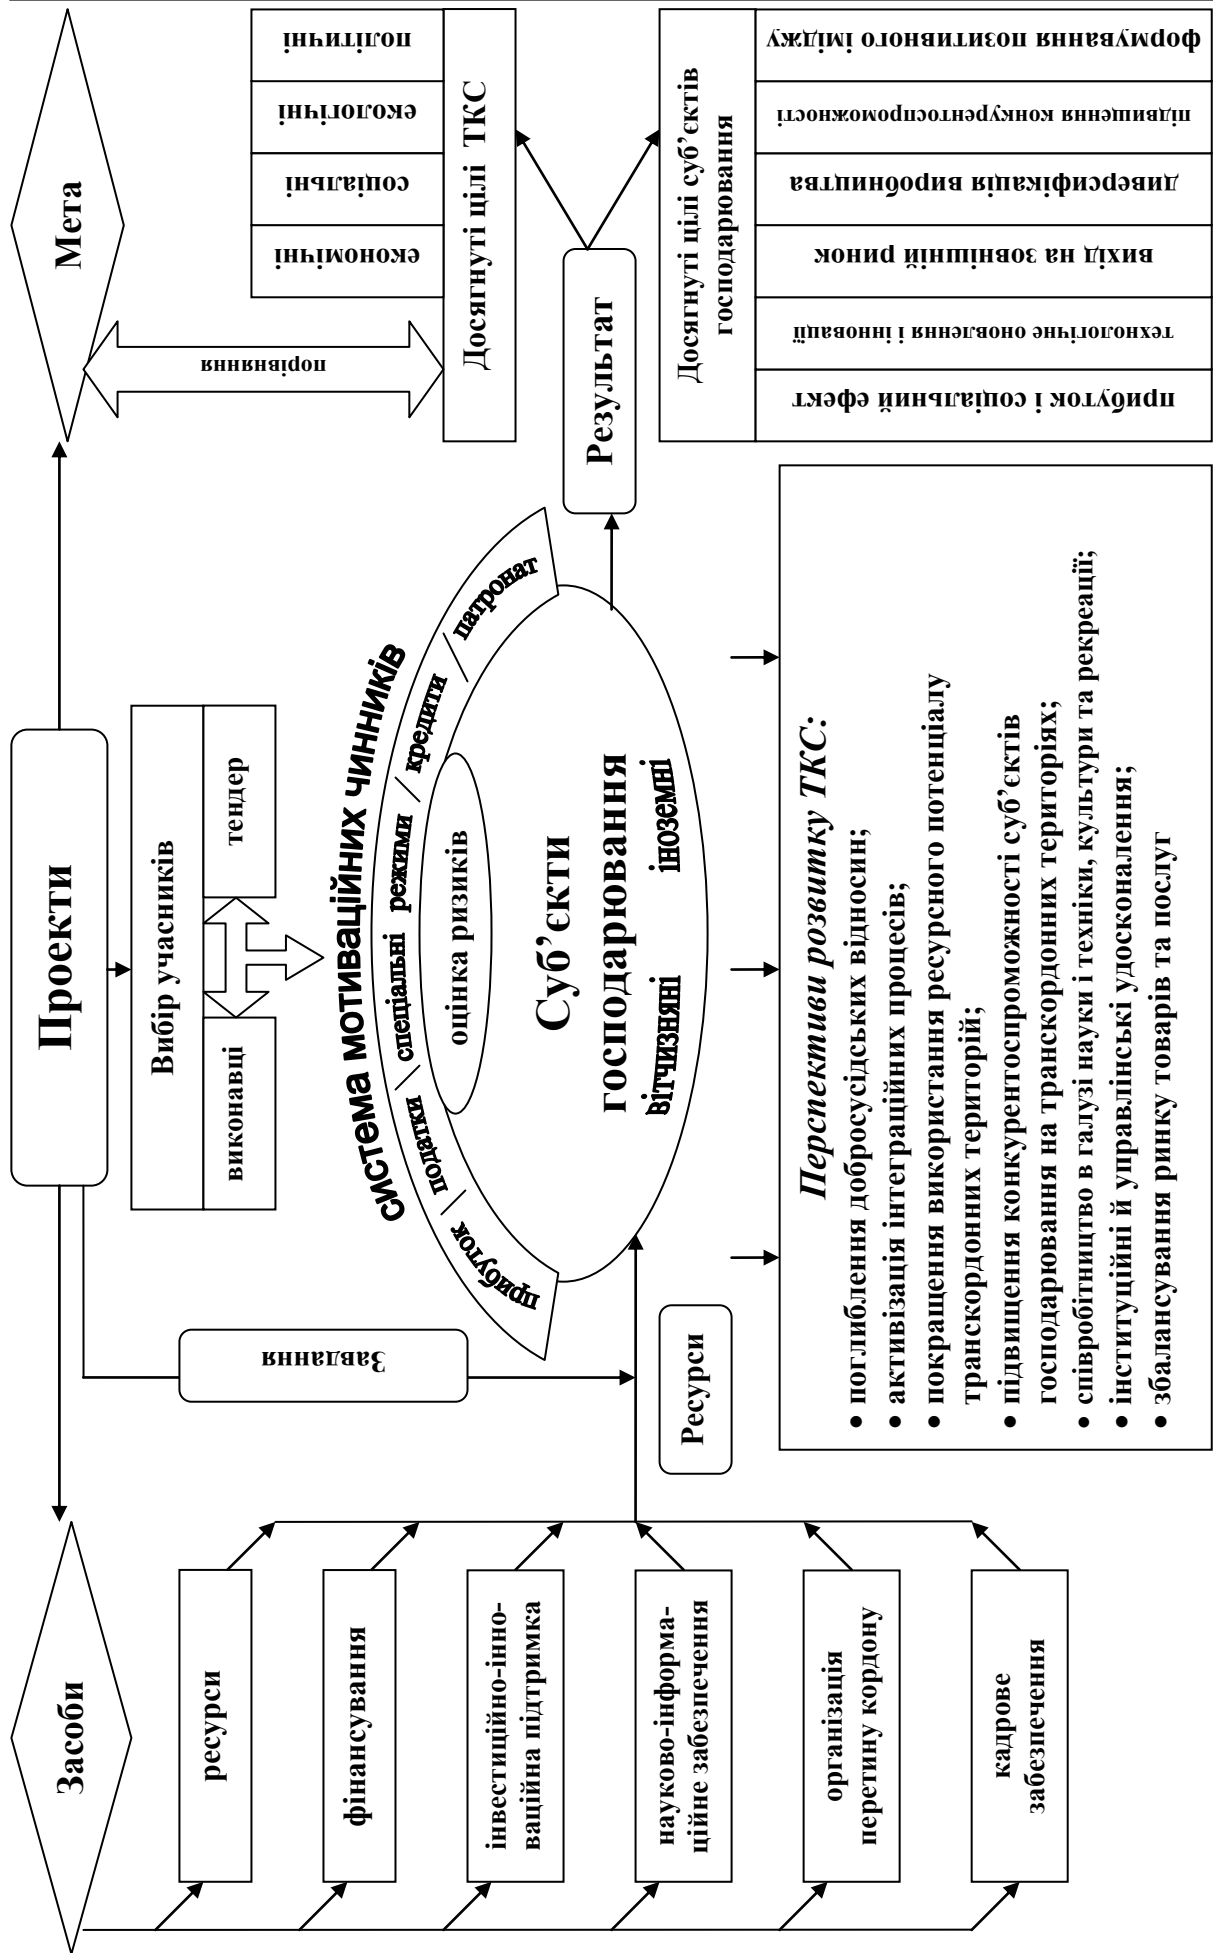 Проекти
Засоби
Мета
Вибір учасників
виконавці
тендер
порівняння
економічні
соціальні
екологічні
політичні
Досягнуті цілі ТКС
ресурси
фінансування
інвестиційно-інно-
ваційна підтримка
науково-інформа-
ційне забезпечення
організація
перетину кордону
кадрове
забезпечення
Завдання
Ресурси
Система мотиваційних чинників
прибуток / податки / спеціальні режими / кредити / патронат
оцінка ризиків
Суб’єкти
господарювання
вітчизняні
іноземні
Результат
Досягнуті цілі суб’єктів
господарювання
прибуток і соціальний ефект
технологічне оновлення і інновації
вихід на зовнішній ринок
диверсифікація виробництва
підвищення конкурентоспроможності
формування позитивного іміджу
Перспективи розвитку ТКС:
• поглиблення добросусідських відносин;
• активізація інтеграційних процесів;
• покращення використання ресурсного потенціалу
транскордонних територій;
• підвищення конкурентоспроможності суб’єктів
господарювання на транскордонних територіях;
• співробітництво в галузі науки і техніки, культури та рекреації;
• інституційні й управлінські удосконалення;
• збалансування ринку товарів та послуг